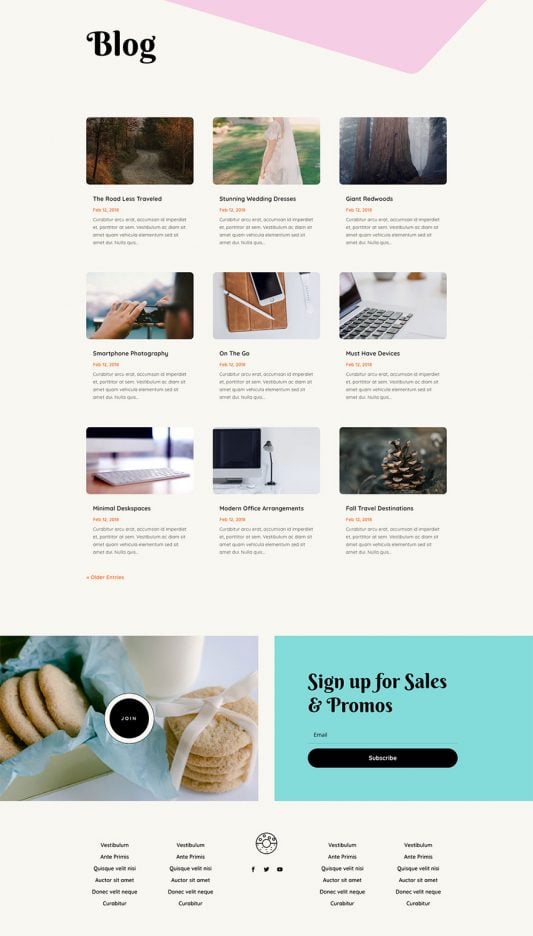 Blog
The Road Less Traveled
Feb 12, 2018
Curabitur arcu erat, accumsan id imperdiet
et, porttitor at sem. Vestibulum ac diam sit
amet quam vehicula elementum sed sit
amet dui. Nulla quis...
Stunning Wedding Dresses
Feb 12, 2018
Curabitur arcu erat, accumsan id imperdiet
et, porttitor at sem. Vestibulum ac diam sit
amet quam vehicula elementum sed sit
amet dui. Nulla quis...
Giant Redwoods
Feb 12, 2018
Curabitur arcu erat, accumsan id imperdiet
et, porttitor at sem. Vestibulum ac diam sit
amet quam vehicula elementum sed sit
amet dui. Nulla quis...
Smartphone Photography
Feb 12, 2018
Curabitur arcu erat, accumsan id imperdiet
et, porttitor at sem. Vestibulum ac diam sit
amet quam vehicula elementum sed sit
amet dui. Nulla quis...
On The Go
Feb 12, 2018
Curabitur arcu erat, accumsan id imperdiet
et, porttitor at sem. Vestibulum ac diam sit
amet quam vehicula elementum sed sit
amet dui. Nulla quis...
Must Have Devices
Feb 12, 2018
Curabitur arcu erat, accumsan id imperdiet
et, porttitor at sem. Vestibulum ac diam sit
amet quam vehicula elementum sed sit
amet dui. Nulla quis...
Minimal Deskspaces
Feb 12, 2018
Curabitur arcu erat, accumsan id imperdiet
et, porttitor at sem. Vestibulum ac diam sit
amet quam vehicula elementum sed sit
amet dui. Nulla quis...
Modern Office Arrangements
Feb 12, 2018
Curabitur arcu erat, accumsan id imperdiet
et, porttitor at sem. Vestibulum ac diam sit
amet quam vehicula elementum sed sit
amet dui. Nulla quis...
Fall Travel Destinations
Feb 12, 2018
Curabitur arcu erat, accumsan id imperdiet
et, porttitor at sem. Vestibulum ac diam sit
amet quam vehicula elementum sed sit
amet dui. Nulla quis...
« Older Entries
JOIN
Sign up for Sales
& Promos
Email
Subscribe
Vestibulum
Ante Primis
Quisque velit nisi
Auctor sit amet
Donec velit neque
Curabitur
Vestibulum
Ante Primis
Quisque velit nisi
Auctor sit amet
Donec velit neque
Curabitur
Vestibulum
Ante Primis
Quisque velit nisi
Auctor sit amet
Donec velit neque
Curabitur
Vestibulum
Ante Primis
Quisque velit nisi
Auctor sit amet
Donec velit neque
Curabitur